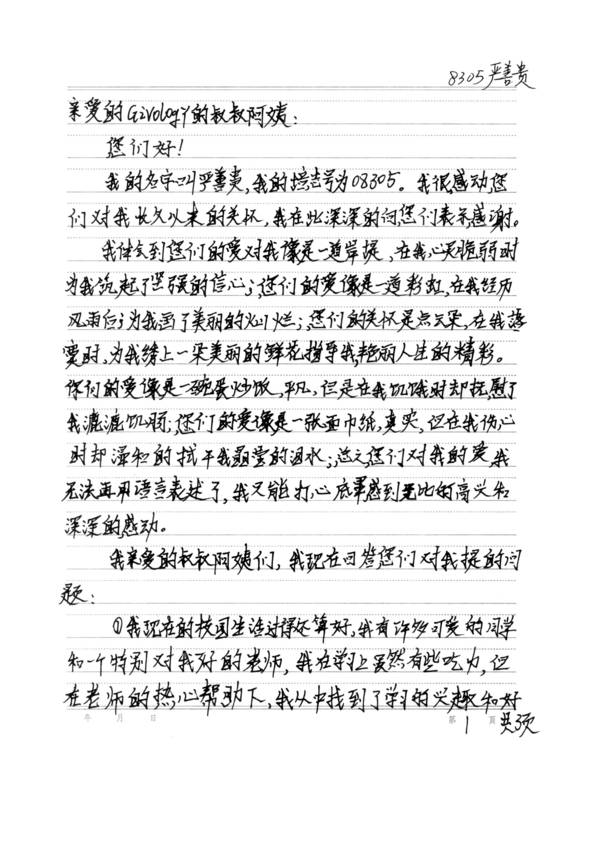 8305严善贵
亲爱的Givology的叔叔阿姨：
您们好！
我的名字叫严善贵，我的档案号为08305。我很感动您
们对我长久以来的关怀，我在此深深的向您们表示感谢。
我体会到您们的爱对我像是一道岸提，在我心灵脆弱时
为我筑起了坚强的信心；您们的爱像是一道彩虹，在我经历
风雨后；为我画了美丽的灿烂；您们的关怀是点云朵，在我落
寞时，为我绣上一朵美丽的鲜花指导我，艳丽人生的精彩。
你们的爱像是一碗蛋炒饭，平凡，但是在我饥饿时却抚慰了
我漉漉饥肠；您们的爱像是一张面巾纸，真实，但在我伤心
时却温和的拭干我晶莹的泪水；总之，您们对我的爱，我
无法再用语言表述了，我只能打心底里感到无比的高兴和
深深的感动。
我亲爱的叔叔阿姨们，我现在回答您们对我提的问
题：
①我现在的校园生活过得还算好，我有许多可爱的同学
和一个特别对我好的老师，我在学习上虽然有些吃力，但
在老师的热心帮助下，我从中找到了学习的兴趣和好
年 月 日 第 頁
1 共3页